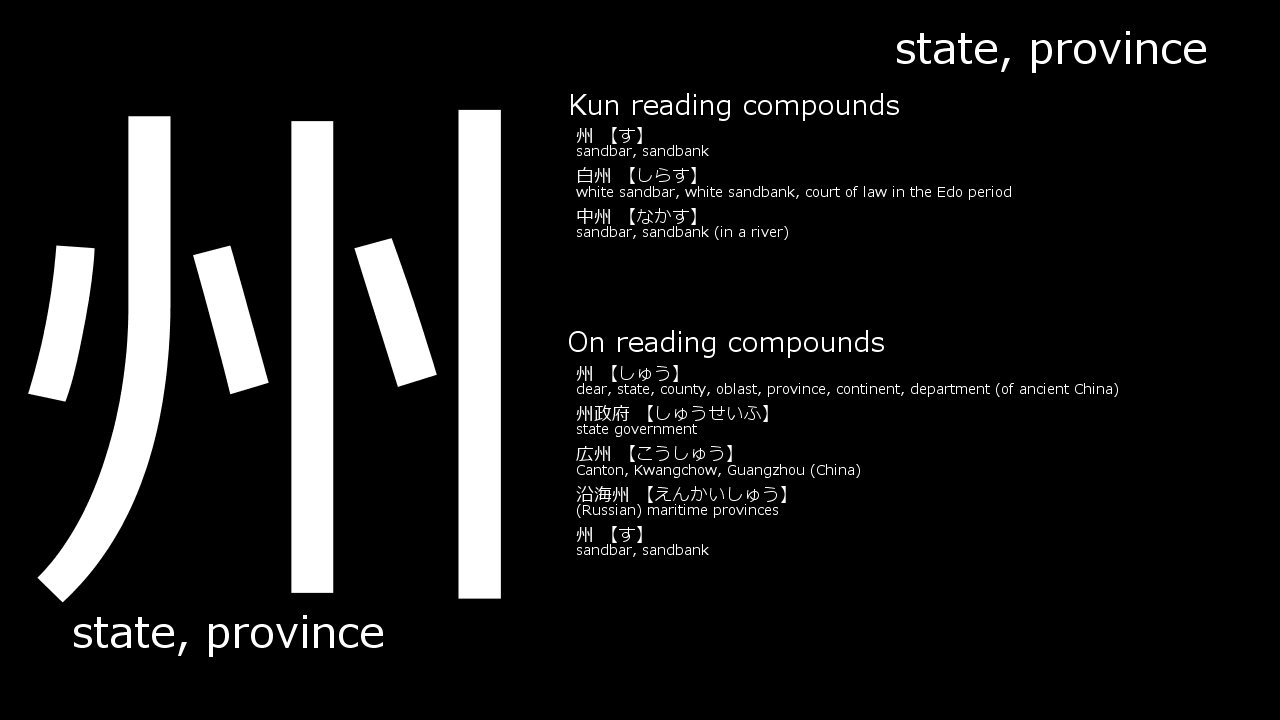 state, province
州
state, province
Kun reading compounds
州 【す】
sandbar, sandbank
白州 【しらす】
white sandbar, white sandbank, court of law in the Edo period
中州 【なかす】
sandbar, sandbank (in a river)
On reading compounds
州 【しゅう】
dear, state, county, oblast, province, continent, department (of ancient China)
州政府 【しゅうせいふ】
state government
広州 【こうしゅう】
Canton, Kwangchow, Guangzhou (China)
沿海州 【えんかいしゅう】
(Russian) maritime provinces
州 【す】
sandbar, sandbank